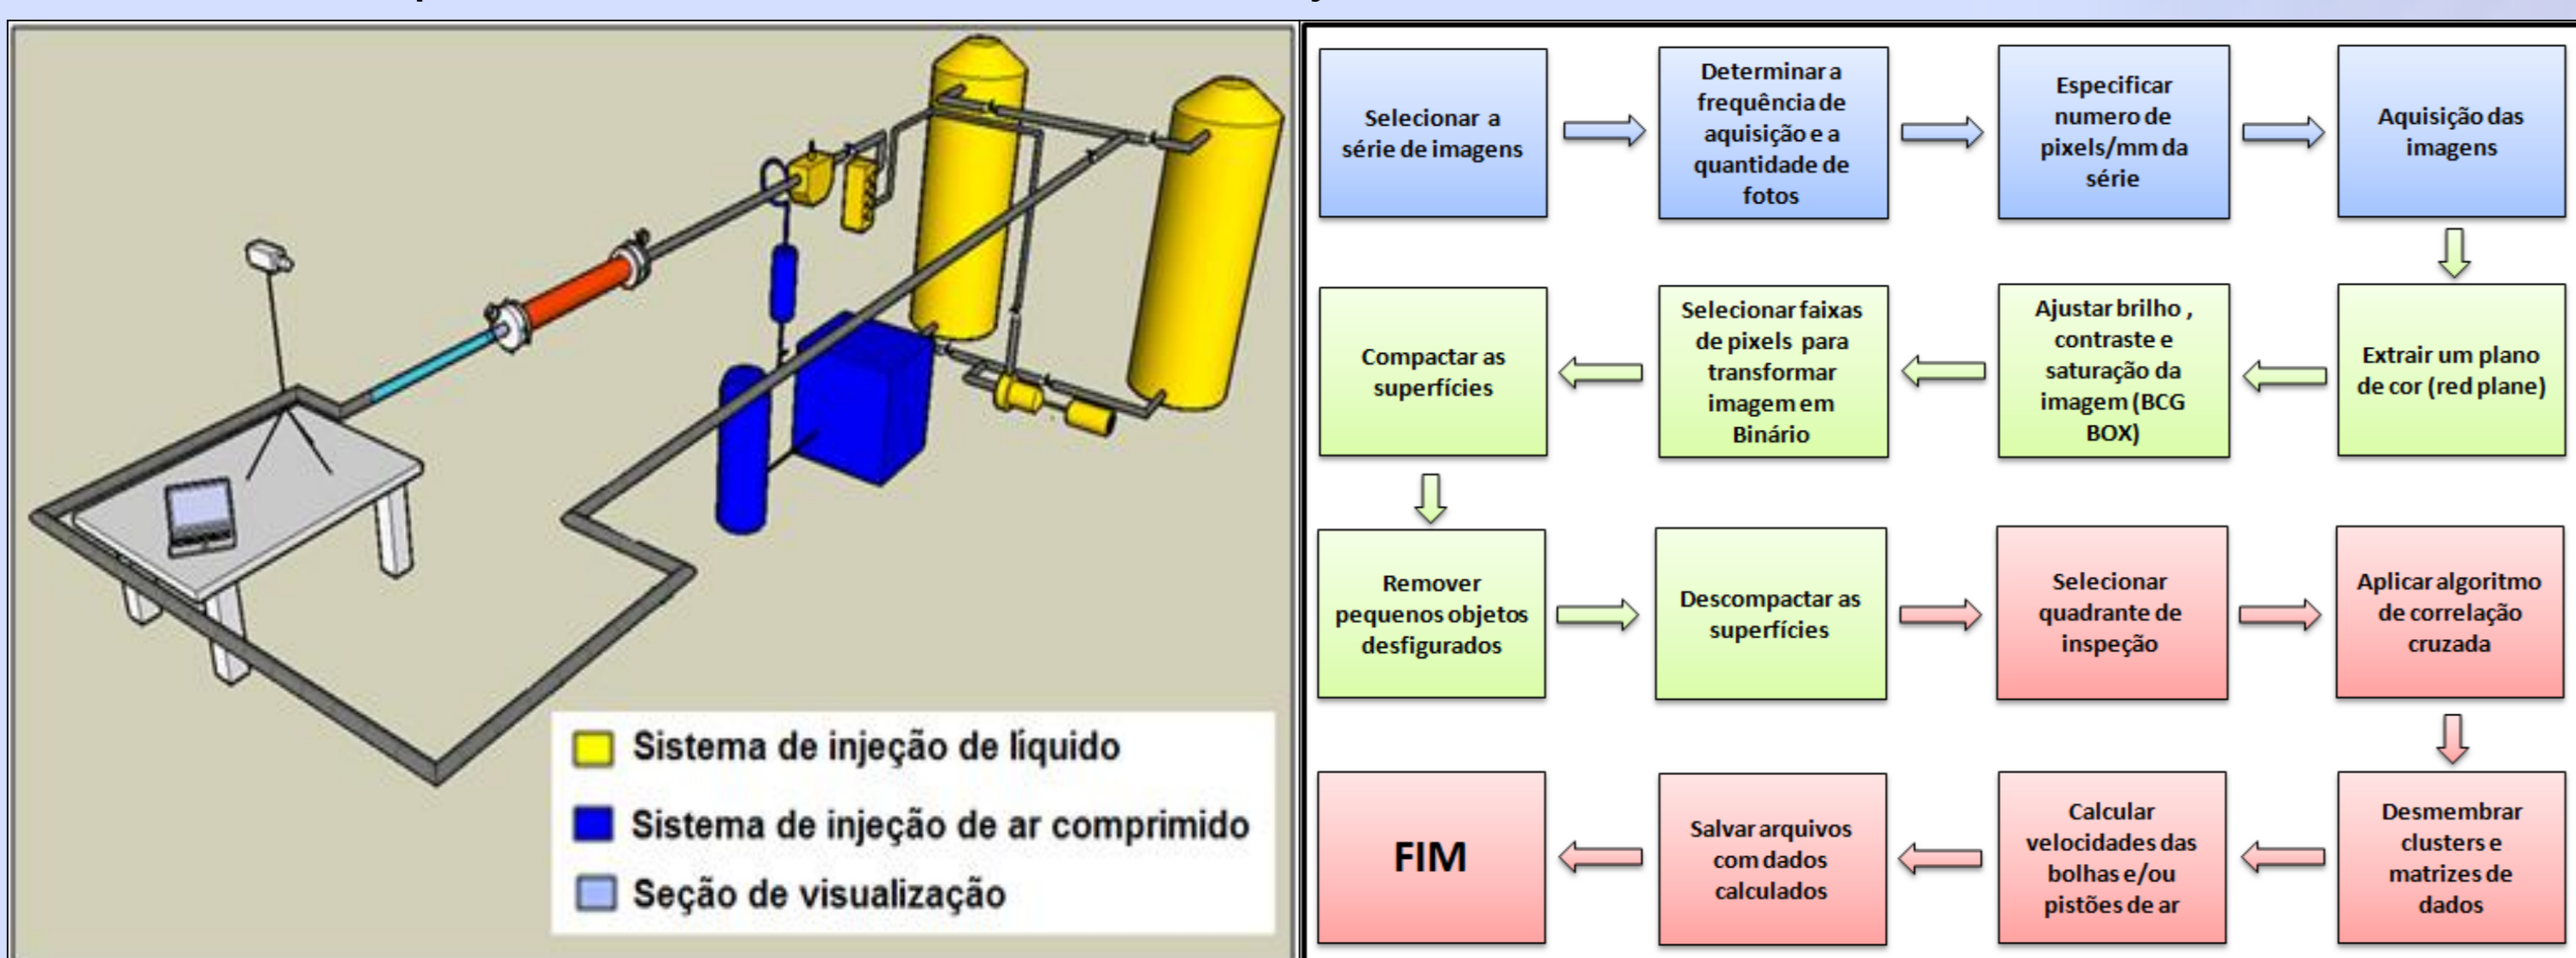 Sistema de injeção de líquido
Sistema de injeção de ar comprimido
Seção de visualização
Selecionar a
série de imagens
Determinar a
frequência de
aquisição e a
quantidade de
fotos
Especificar
numero de
pixels/mm da
série
Aquisição das
imagens
Extrair um plano
de cor (red plane)
Ajustar brilho ,
contraste e
saturação da
imagem (BCG
BOX)
Selecionar faixas
de pixels para
transformar
imagem em
Binário
Compactar as
superfícies
Remover
pequenos objetos
desfigurados
Descompactar as
superfícies
Selecionar
quadrante de
inspeção
Aplicar algoritmo
de correlação
cruzada
Desmembrar
clusters e
matrizes de
dados
Calcular
velocidades das
bolhas e/ou
pistões de ar
Salvar arquivos
com dados
calculados
FIM